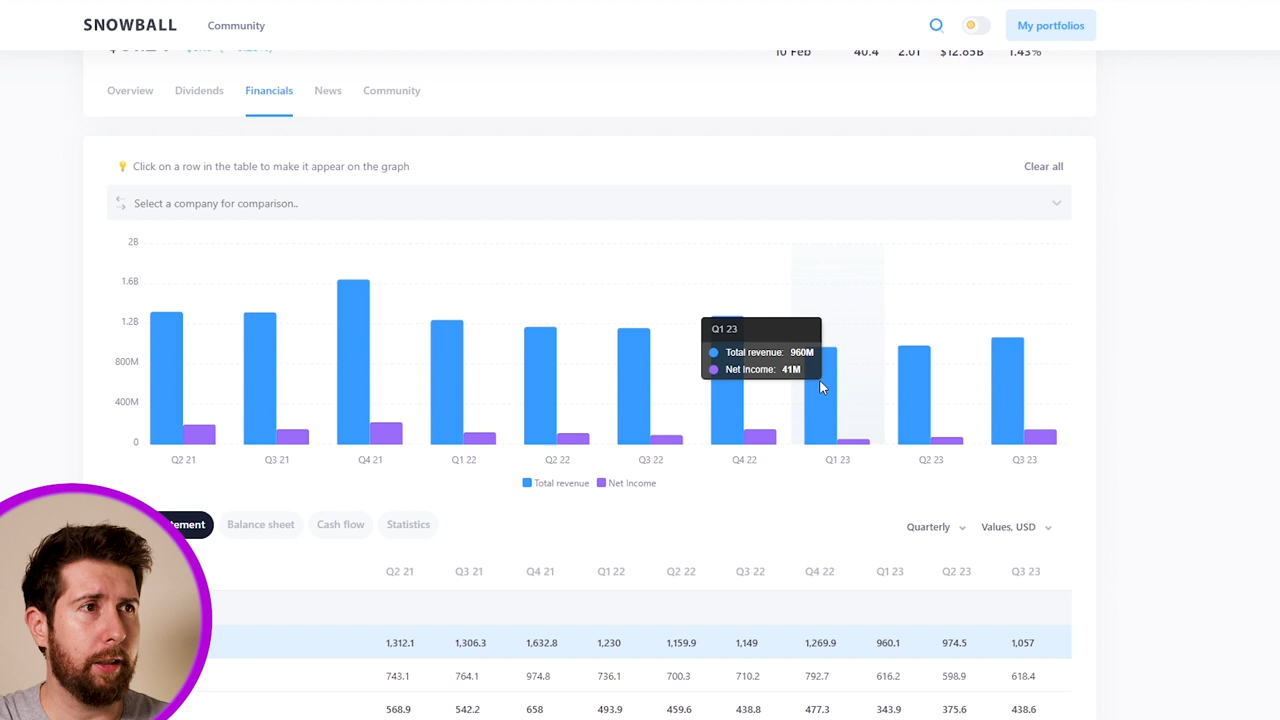 SNOWBALL Community My portfolios
10 Feb 40.4 2.01 $12.85B 1.43%
Overview Dividends Financials News Community
Click on a row in the table to make it appear on the graph Clear all
Select a company for comparison..
2B
1.6B
1.2B
800M
400M
0
Q1 23
Total revenue: 960M
Net Income: 41M
Q2 21 Q3 21 Q4 21 Q1 22 Q2 22 Q3 22 Q4 22 Q1 23 Q2 23 Q3 23
Total revenue Net Income
tement Balance sheet Cash flow Statistics Quarterly Values, USD
Q2 21 Q3 21 Q4 21 Q1 22 Q2 22 Q3 22 Q4 22 Q1 23 Q2 23 Q3 23
1,312.1 1,306.3 1,632.8 1,230 1,159.9 1,149 1,269.9 960.1 974.5 1,057
743.1 764.1 974.8 736.1 700.3 710.2 792.7 616.2 598.9 618.4
568.9 542.2 658 493.9 459.6 438.8 477.3 343.9 375.6 438.6